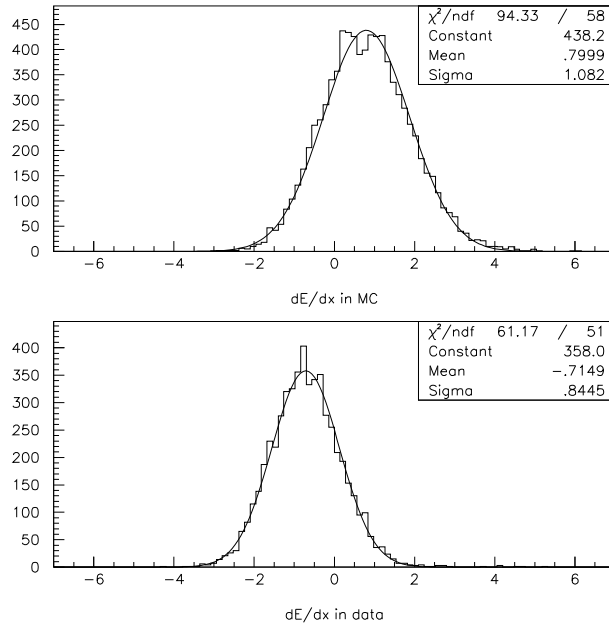 χ²/ndf 94.33 / 58
Constant 438.2
Mean .7999
Sigma 1.082
450
400
350
300
250
200
150
100
50
0
−6 −4 −2 0 2 4 6
dE/dx in MC
χ²/ndf 61.17 / 51
Constant 358.0
Mean −.7149
Sigma .8445
400
350
300
250
200
150
100
50
0
−6 −4 −2 0 2 4 6
dE/dx in data